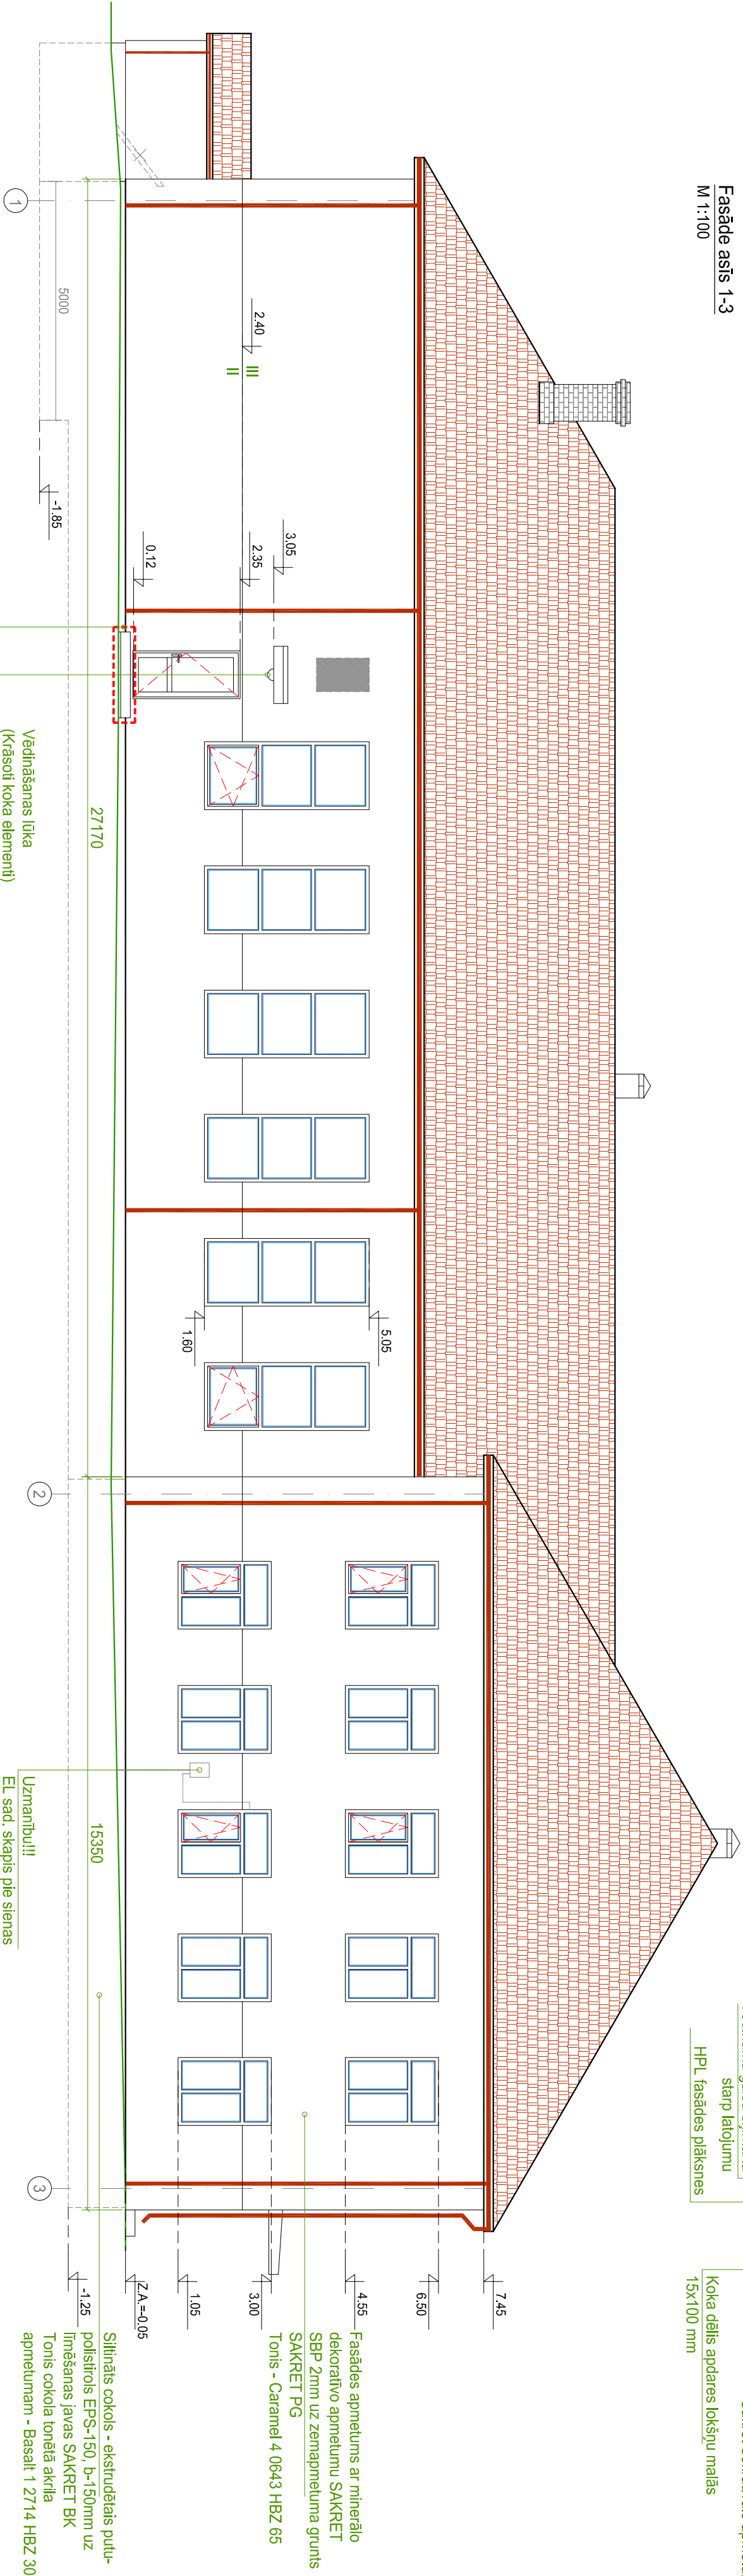 Fasāde asīs 1-3
M 1:100
starp latojumu
HPL fasādes plāksnes
Koka dēlis apdares lokšņu malās
15x100 mm
2.40
III
II
3.05
2.35
0.12
-1.85
5000
27170
15350
1
2
3
5.05
1.60
7.45
6.50
4.55
3.00
1.05
Z.A.=-0.05
-1.25
Vēdināšanas lūka
(Krāsoti koka elementi)
Uzmanību!!!
EL sad. skapis pie sienas
Fasādes apmetums ar minerālo
dekoratīvo apmetumu SAKRET
SBP 2mm uz zemapmetuma grunts
SAKRET PG
Tonis - Caramel 4 0643 HBZ 65
Siltināts cokols - ekstrudētais putu-
polistirols EPS-150, b-150mm uz
līmēšanas javas SAKRET BK
Tonis cokola tonētā akrila
apmetumam - Basalt 1 2714 HBZ 30